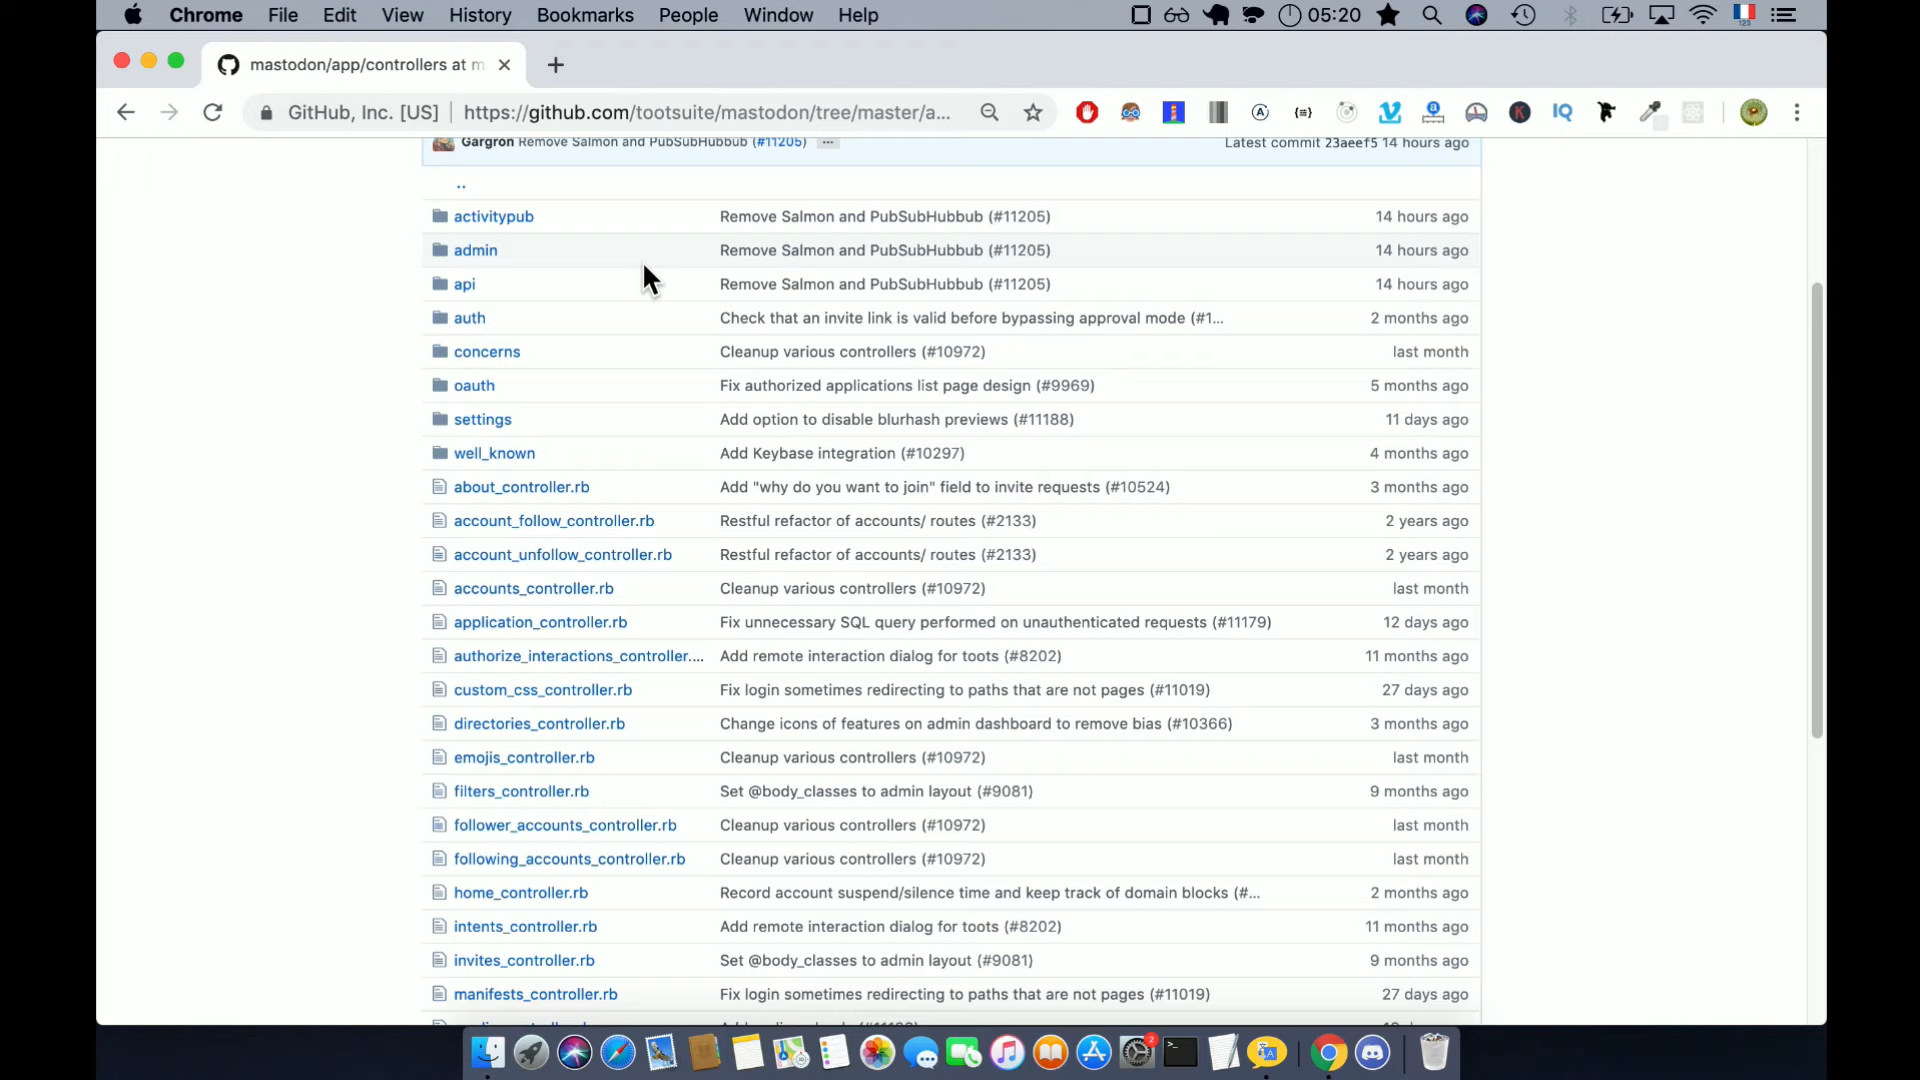 Chrome File Edit View History Bookmarks People Window Help 05:20
mastodon/app/controllers at m
GitHub, Inc. [US] https://github.com/tootsuite/mastodon/tree/master/a...
Gargron Remove Salmon and PubSubHubbub (#11205) ... Latest commit 23aeef5 14 hours ago
..
activitypub Remove Salmon and PubSubHubbub (#11205) 14 hours ago
admin Remove Salmon and PubSubHubbub (#11205) 14 hours ago
api Remove Salmon and PubSubHubbub (#11205) 14 hours ago
auth Check that an invite link is valid before bypassing approval mode (#1... 2 months ago
concerns Cleanup various controllers (#10972) last month
oauth Fix authorized applications list page design (#9969) 5 months ago
settings Add option to disable blurhash previews (#11188) 11 days ago
well_known Add Keybase integration (#10297) 4 months ago
about_controller.rb Add "why do you want to join" field to invite requests (#10524) 3 months ago
account_follow_controller.rb Restful refactor of accounts/ routes (#2133) 2 years ago
account_unfollow_controller.rb Restful refactor of accounts/ routes (#2133) 2 years ago
accounts_controller.rb Cleanup various controllers (#10972) last month
application_controller.rb Fix unnecessary SQL query performed on unauthenticated requests (#11179) 12 days ago
authorize_interactions_controller.... Add remote interaction dialog for toots (#8202) 11 months ago
custom_css_controller.rb Fix login sometimes redirecting to paths that are not pages (#11019) 27 days ago
directories_controller.rb Change icons of features on admin dashboard to remove bias (#10366) 3 months ago
emojis_controller.rb Cleanup various controllers (#10972) last month
filters_controller.rb Set @body_classes to admin layout (#9081) 9 months ago
follower_accounts_controller.rb Cleanup various controllers (#10972) last month
following_accounts_controller.rb Cleanup various controllers (#10972) last month
home_controller.rb Record account suspend/silence time and keep track of domain blocks (#... 2 months ago
intents_controller.rb Add remote interaction dialog for toots (#8202) 11 months ago
invites_controller.rb Set @body_classes to admin layout (#9081) 9 months ago
manifests_controller.rb Fix login sometimes redirecting to paths that are not pages (#11019) 27 days ago